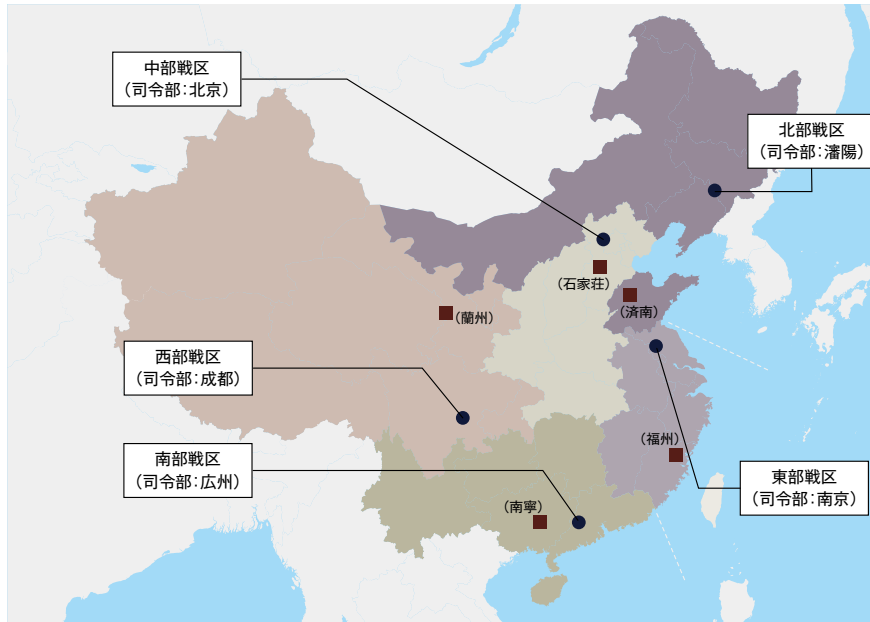 中部戦区
（司令部：北京）
北部戦区
（司令部：瀋陽）
（石家荘）
（済南）
（蘭州）
西部戦区
（司令部：成都）
（福州）
南部戦区
（司令部：広州）
東部戦区
（司令部：南京）
（南寧）